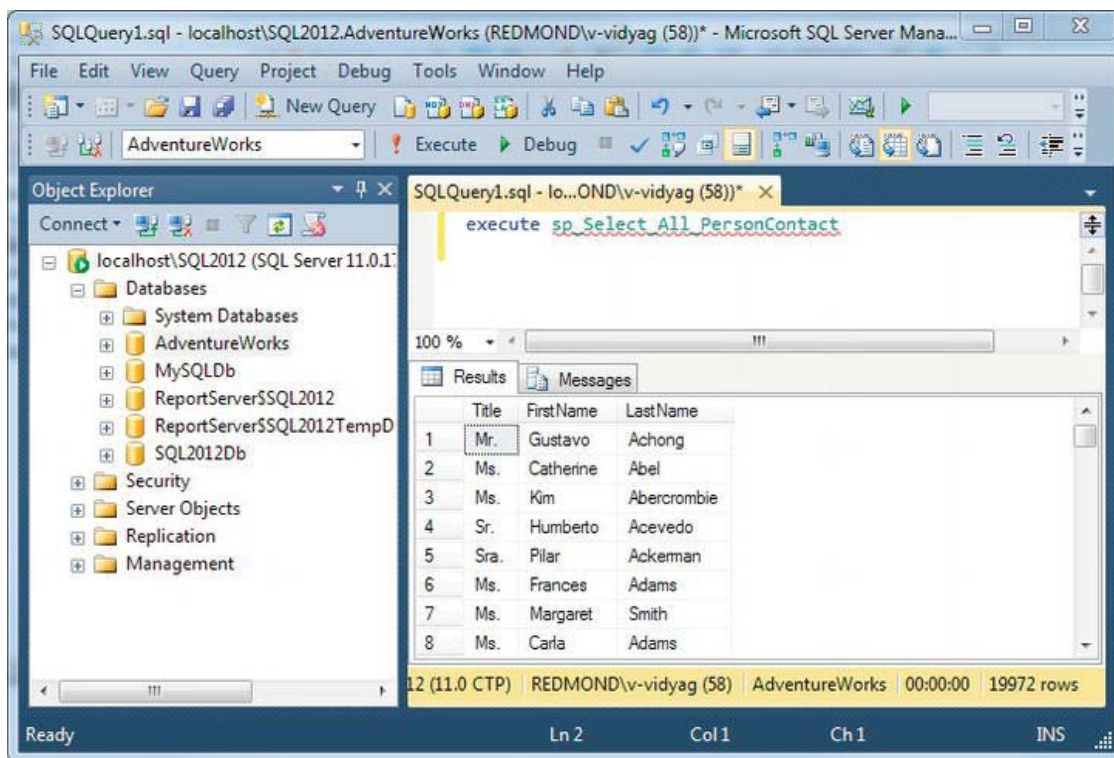 SQLQuery1.sql - localhost\SQL2012.AdventureWorks (REDMOND\v-vidyag (58))* - Microsoft SQL Server Mana...
File Edit View Query Project Debug Tools Window Help
New Query
AdventureWorks Execute Debug
Object Explorer
Connect
localhost\SQL2012 (SQL Server 11.0.1
Databases
System Databases
AdventureWorks
MySQLDb
ReportServer$SQL2012
ReportServer$SQL2012TempD
SQL2012Db
Security
Server Objects
Replication
Management
SQLQuery1.sql - lo...OND\v-vidyag (58))*
execute sp_Select_All_PersonContact
100 %
Results Messages
Title FirstName LastName
1 Mr. Gustavo Achong
2 Ms. Catherine Abel
3 Ms. Kim Abercrombie
4 Sr. Humberto Acevedo
5 Sra. Pilar Ackerman
6 Ms. Frances Adams
7 Ms. Margaret Smith
8 Ms. Carla Adams
12 (11.0 CTP) REDMOND\v-vidyag (58) AdventureWorks 00:00:00 19972 rows
Ready Ln 2 Col 1 Ch 1 INS